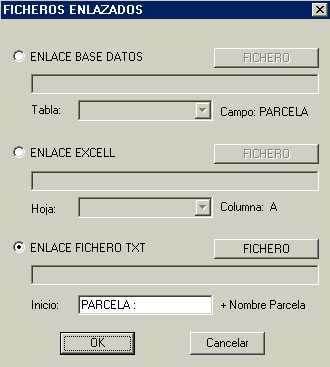 FICHEROS ENLAZADOS
ENLACE BASE DATOS FICHERO
Tabla: Campo: PARCELA
ENLACE EXCELL FICHERO
Hoja: Columna: A
ENLACE FICHERO TXT FICHERO
Inicio: PARCELA : + Nombre Parcela
OK Cancelar